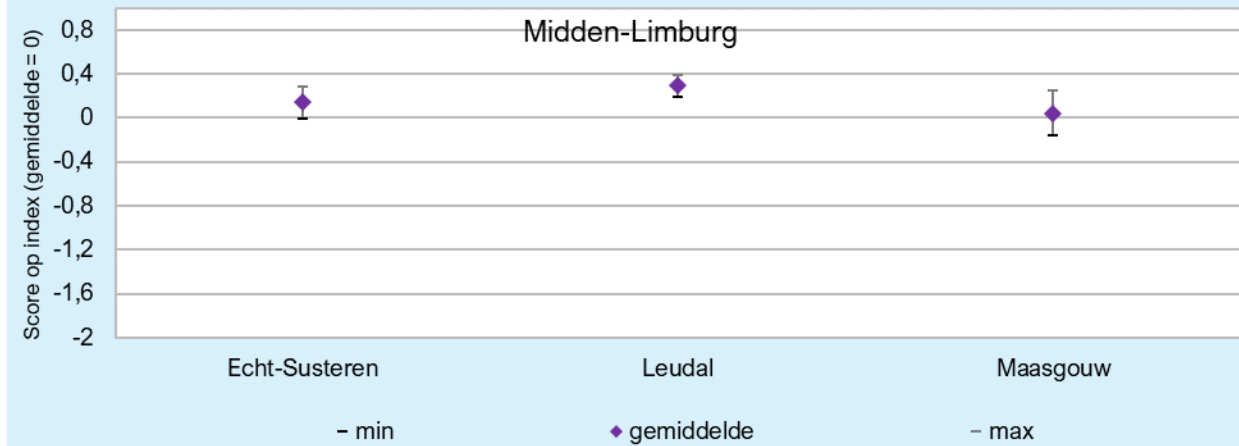 Midden-Limburg
Score op index (gemiddelde = 0)
0,8
0,4
0
-0,4
-0,8
-1,2
-1,6
-2
Echt-Susteren
Leudal
Maasgouw
min
gemiddelde
max